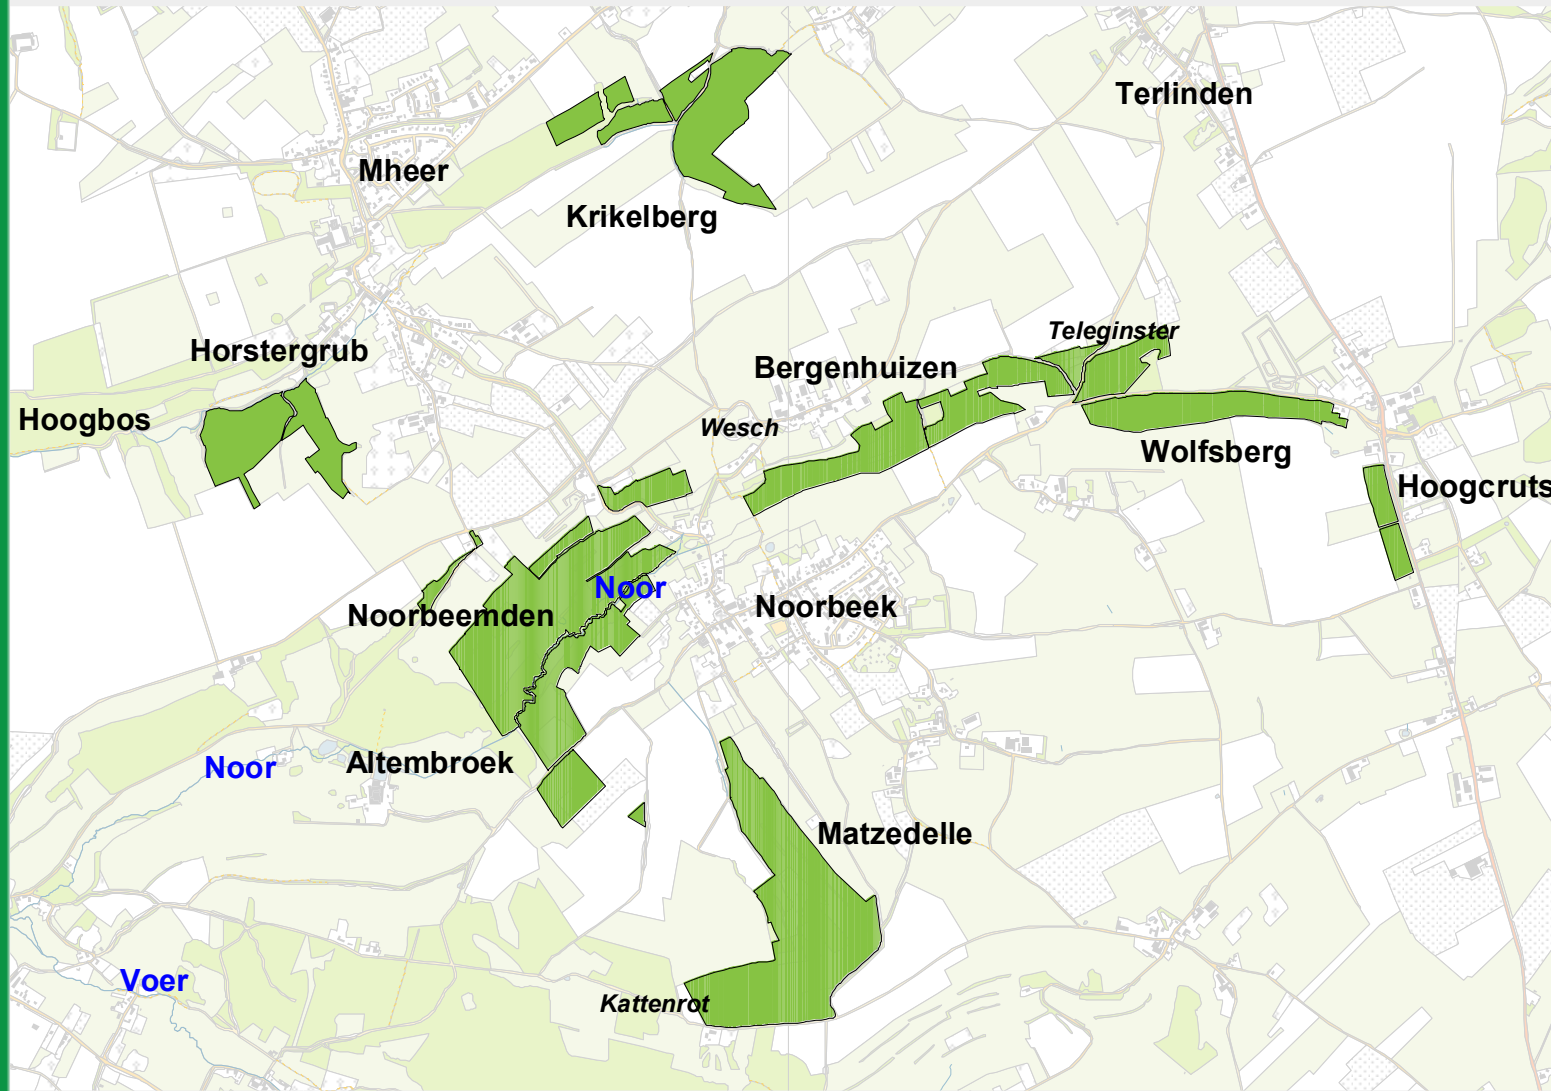 Terlinden
Mheer
Krikelberg
Teleginster
Horstergrub
Bergenhuizen
Hoogbos
Wesch
Wolfsberg
Hoogcruts
Noor
Noorbeemden
Noorbeek
Noor
Altembroek
Matzedelle
Voer
Kattenrot